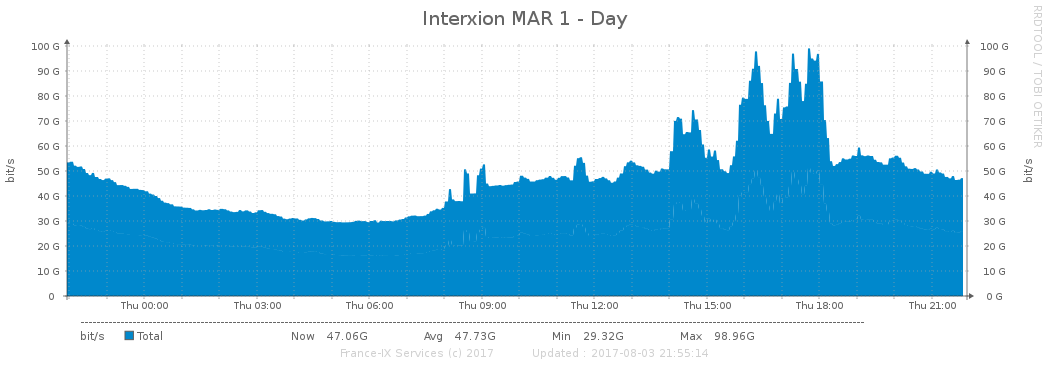 Interxion MAR 1 - Day
RRDTOOL / TOBI OETIKER
100 G 100 G
90 G 90 G
80 G 80 G
70 G 70 G
60 G 60 G
50 G 50 G
40 G 40 G
30 G 30 G
20 G 20 G
10 G 10 G
0 0 G
bit/s bit/s
Thu 00:00 Thu 03:00 Thu 06:00 Thu 09:00 Thu 12:00 Thu 15:00 Thu 18:00 Thu 21:00
bit/s Total Now 47.06G Avg 47.73G Min 29.32G Max 98.96G
France-IX Services (c) 2017 Updated : 2017-08-03 21:55:14